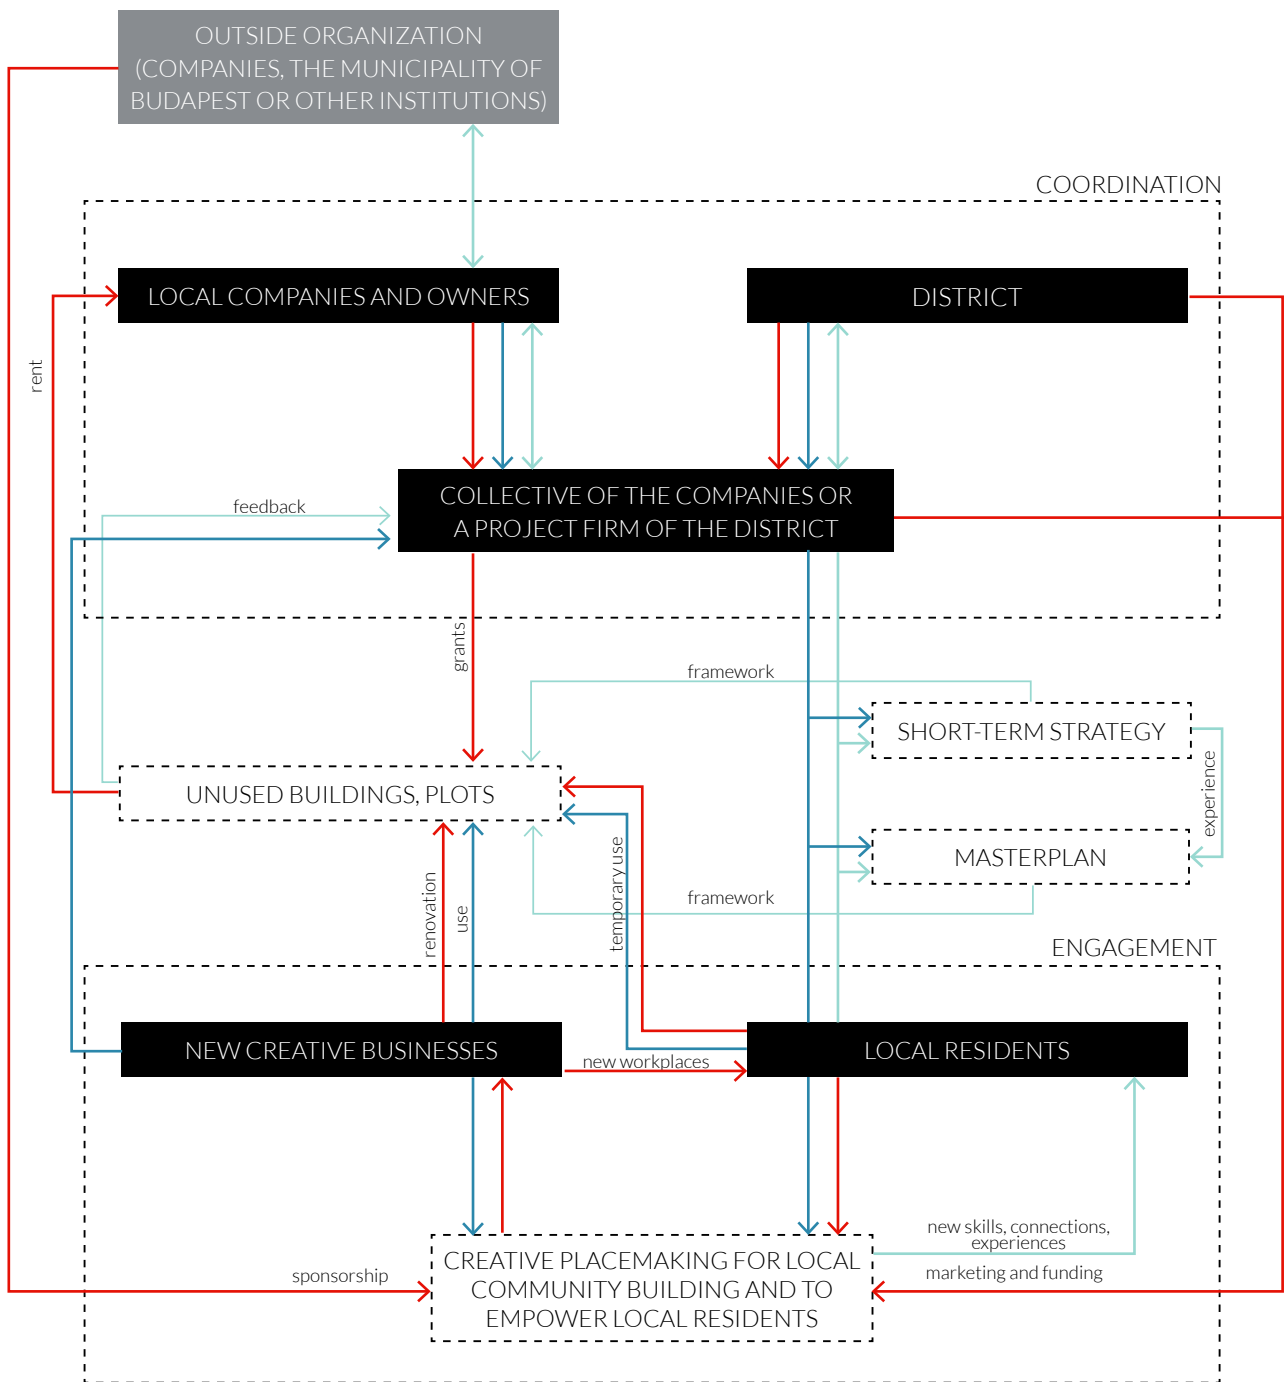 OUTSIDE ORGANIZATION
(COMPANIES, THE MUNICIPALITY OF
BUDAPEST OR OTHER INSTITUTIONS)
COORDINATION
LOCAL COMPANIES AND OWNERS
DISTRICT
rent
COLLECTIVE OF THE COMPANIES OR
A PROJECT FIRM OF THE DISTRICT
feedback
grants
framework
SHORT-TERM STRATEGY
UNUSED BUILDINGS, PLOTS
experience
MASTERPLAN
renovation
use
temporary use
framework
ENGAGEMENT
NEW CREATIVE BUSINESSES
new workplaces
LOCAL RESIDENTS
new skills, connections,
experiences
CREATIVE PLACEMAKING FOR LOCAL
COMMUNITY BUILDING AND TO
EMPOWER LOCAL RESIDENTS
sponsorship
marketing and funding